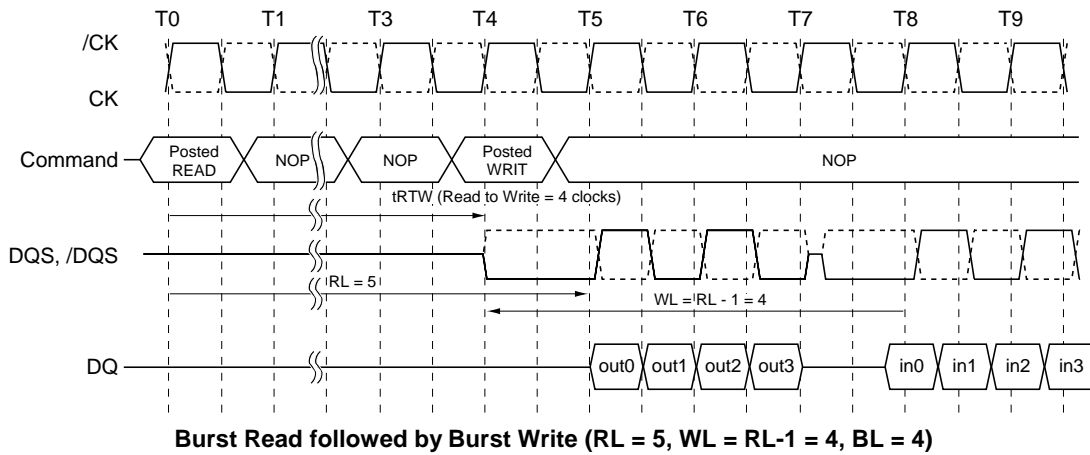 T0 T1 T3 T4 T5 T6 T7 T8 T9
/CK
CK
Command Posted READ NOP NOP Posted WRIT NOP
tRTW (Read to Write = 4 clocks)
DQS, /DQS
RL = 5
WL = RL - 1 = 4
DQ out0 out1 out2 out3 in0 in1 in2 in3
Burst Read followed by Burst Write (RL = 5, WL = RL-1 = 4, BL = 4)